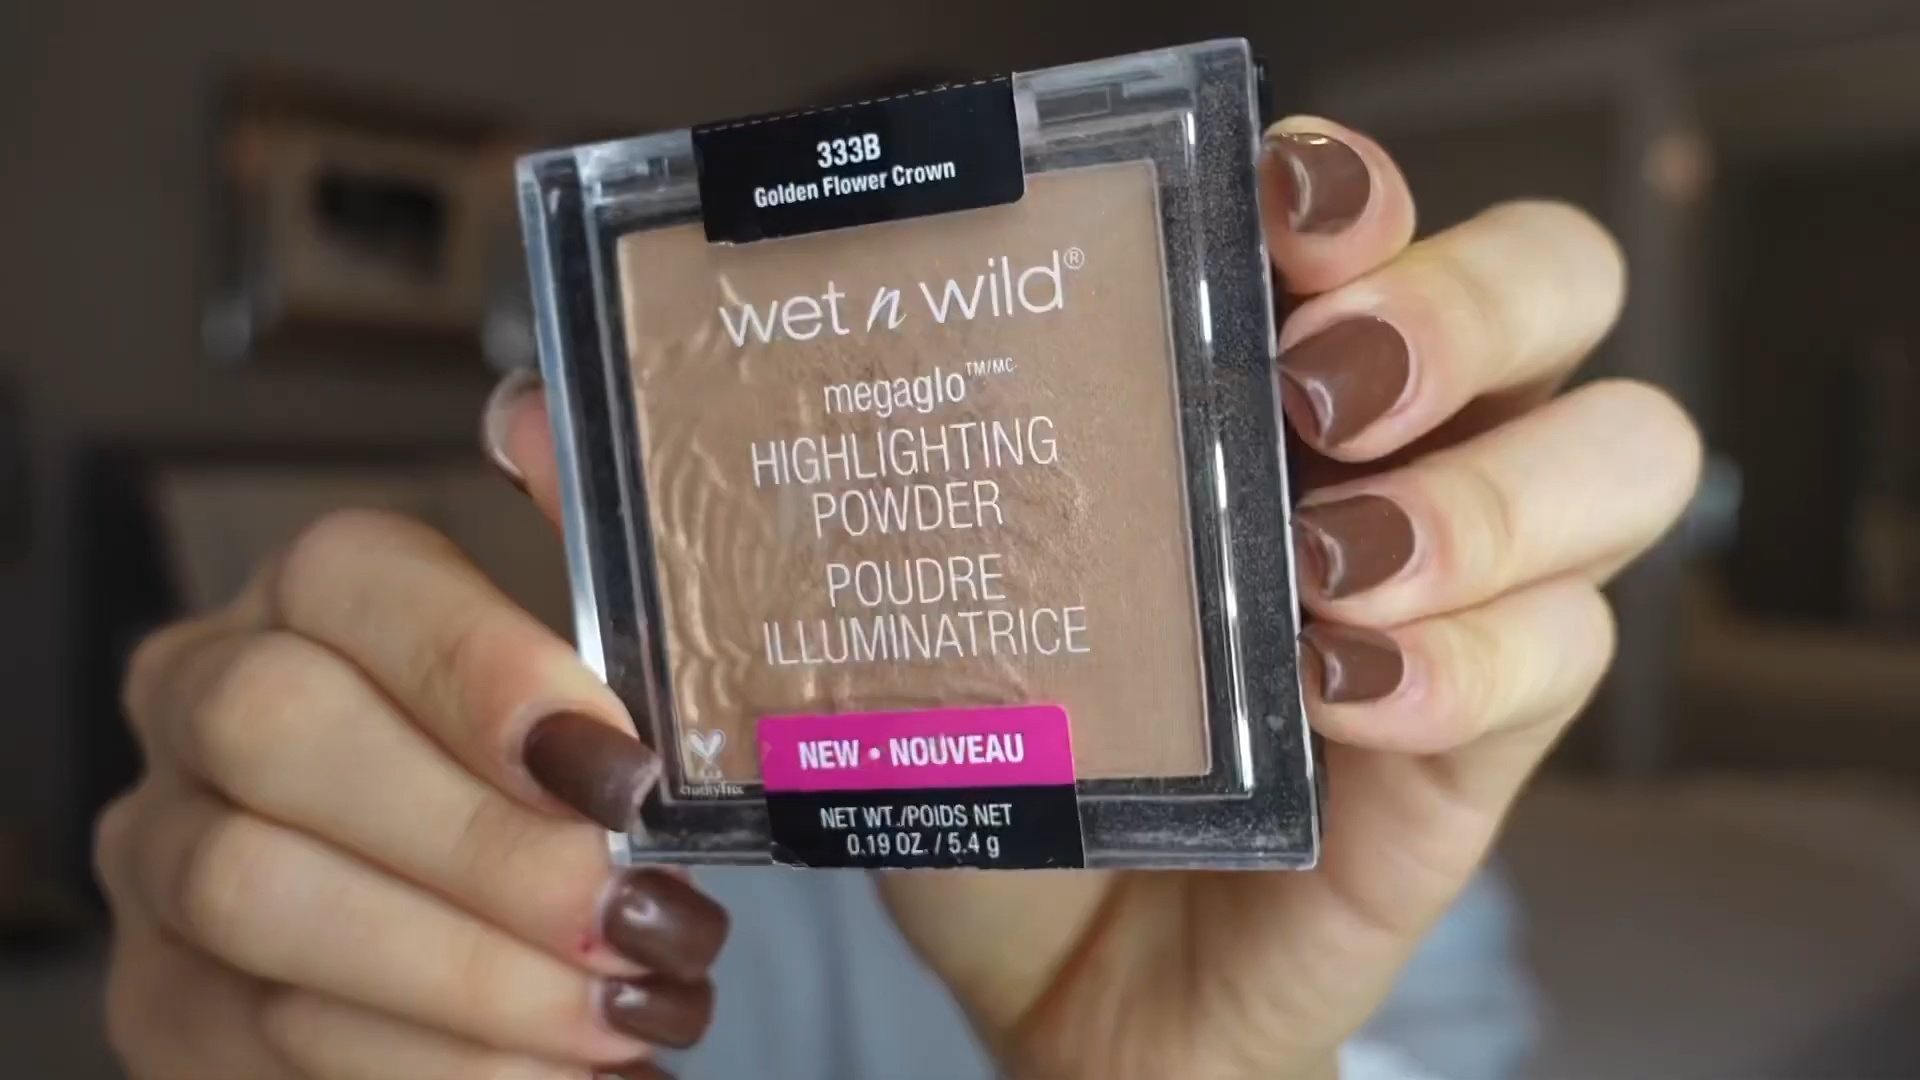 333B
Golden Flower Crown
wet n wild®
megaglo™/MC
HIGHLIGHTING
POWDER
POUDRE
ILLUMINATRICE
NEW • NOUVEAU
crueltyfree
NET WT./POIDS NET
0.19 OZ. / 5.4 g